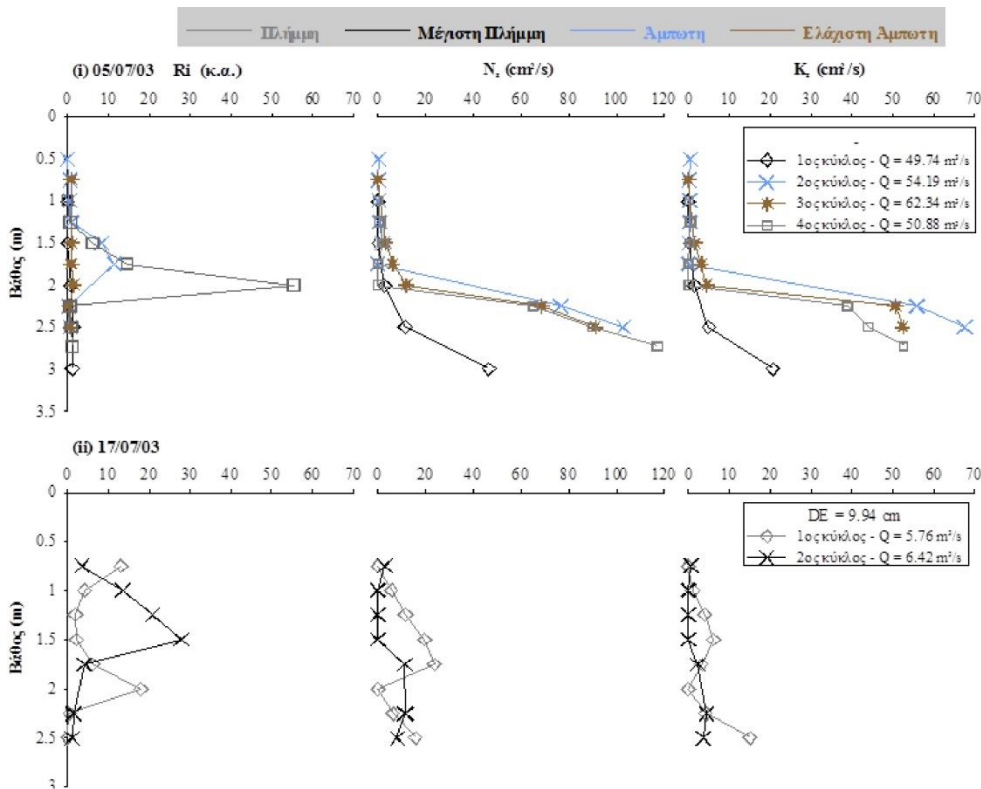 Πλήμμη Μέγιστη Πλήμμη Άμπωτη Ελάχιστη Άμπωτη
(i) 05/07/03 Ri (κ.α.) Nz (cm²/s) Kz (cm²/s)
0 10 20 30 40 50 60 70 0 20 40 60 80 100 120 0 10 20 30 40 50 60 70
0
0.5
1
1.5
2
2.5
3
3.5
Βάθος (m)
-
1ος κύκλος - Q = 49.74 m³/s
2ος κύκλος - Q = 54.19 m³/s
3ος κύκλος - Q = 62.34 m³/s
4ος κύκλος - Q = 50.88 m³/s
(ii) 17/07/03
0 10 20 30 40 50 60 70 0 20 40 60 80 100 120 0 10 20 30 40 50 60 70
0
0.5
1
1.5
2
2.5
3
Βάθος (m)
DE = 9.94 cm
1ος κύκλος - Q = 5.76 m³/s
2ος κύκλος - Q = 6.42 m³/s